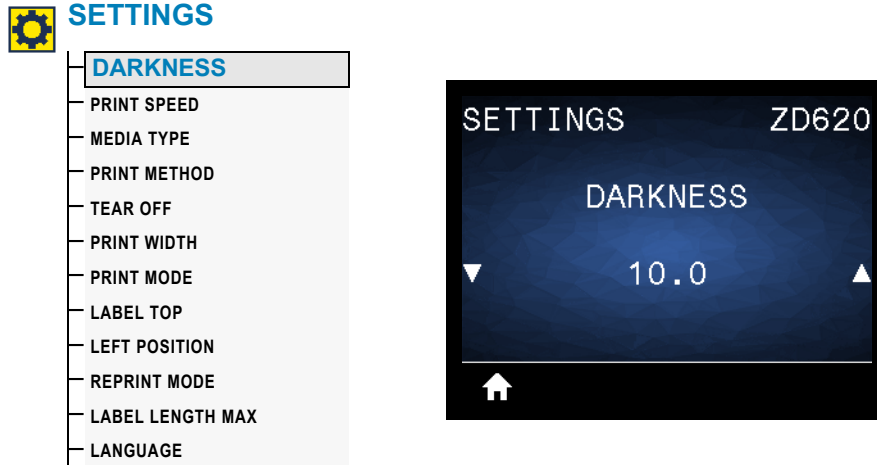 SETTINGS
DARKNESS
PRINT SPEED
MEDIA TYPE
PRINT METHOD
TEAR OFF
PRINT WIDTH
PRINT MODE
LABEL TOP
LEFT POSITION
REPRINT MODE
LABEL LENGTH MAX
LANGUAGE
SETTINGS ZD620
DARKNESS
10.0